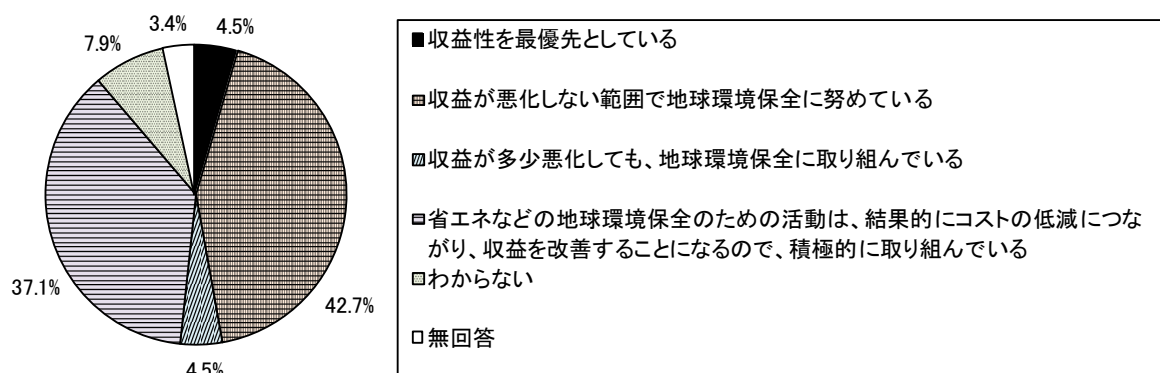 3.4%
4.5%
7.9%
37.1%
42.7%
4.5%
収益性を最優先としている
収益が悪化しない範囲で地球環境保全に努めている
収益が多少悪化しても、地球環境保全に取り組んでいる
省エネなどの地球環境保全のための活動は、結果的にコストの低減につな
がり、収益を改善することになるので、積極的に取り組んでいる
わからない
無回答